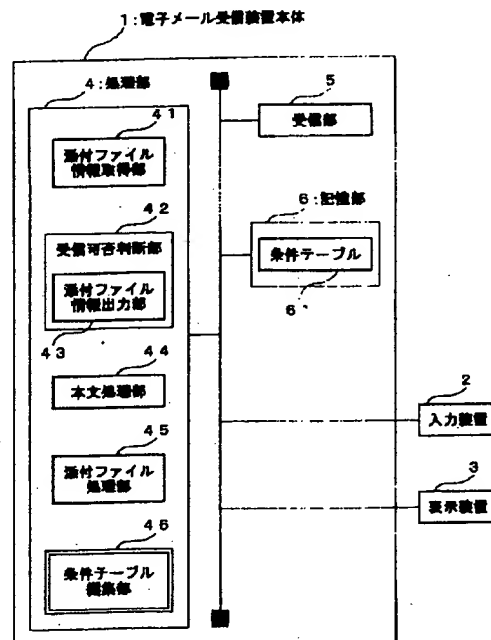 1:電子メール受信装置本体
4:処理部
41
添付ファイル
情報取得部
42
受信可否判断部
添付ファイル
情報出力部
43
44
本文処理部
45
添付ファイル
処理部
46
条件テーブル
編集部
5
受信部
6:記憶部
条件テーブル
6
2
入力装置
3
表示装置